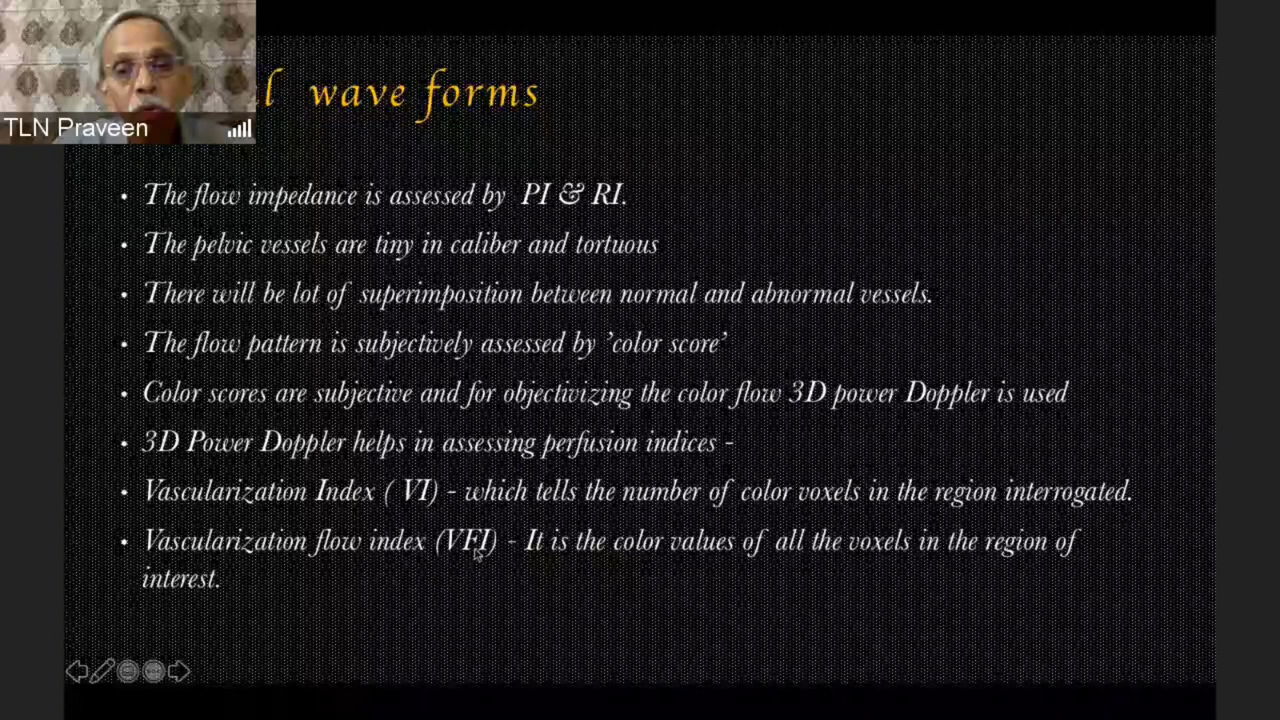 wave forms
TLN Praveen
• The flow impedance is assessed by PI & RI.
• The pelvic vessels are tiny in caliber and tortuous
• There will be lot of superimposition between normal and abnormal vessels.
• The flow pattern is subjectively assessed by 'color score'
• Color scores are subjective and for objectivizing the color flow 3D power Doppler is used
• 3D Power Doppler helps in assessing perfusion indices -
• Vascularization Index ( VI) - which tells the number of color voxels in the region interrogated.
• Vascularization flow index (VFI) - It is the color values of all the voxels in the region of
interest.